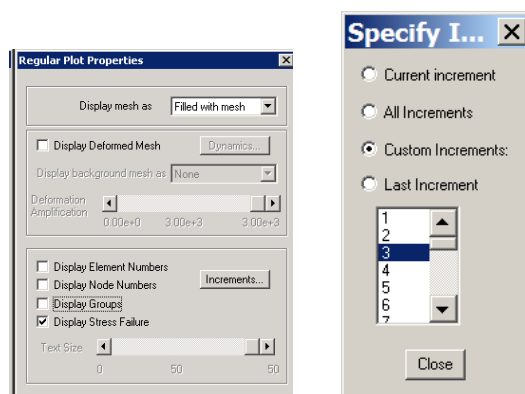 Regular Plot Properties
Display mesh as
Filled with mesh
Display Deformed Mesh
Dynamics...
Display background mesh as
None
Deformation
Amplification
0.00e+0
3.00e+3
3.00e+3
Display Element Numbers
Display Node Numbers
Increments...
Display Groups
Display Stress Failure
Text Size
0
50
50
Specify I...
Current increment
All Increments
Custom Increments:
Last Increment
1
2
3
4
5
6
7
Close